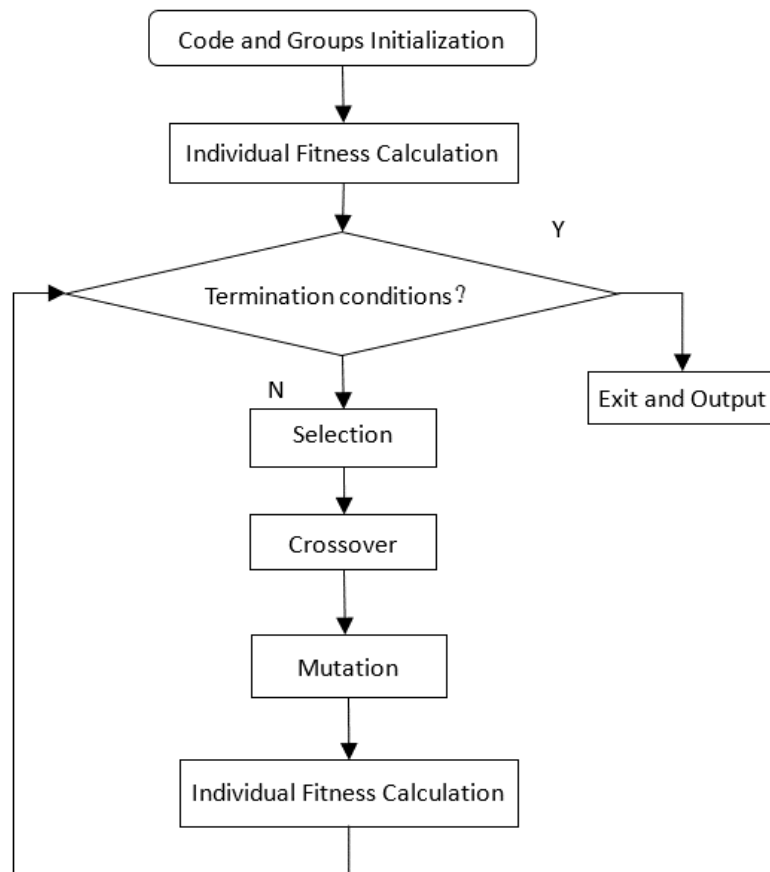 Code and Groups Initialization
Individual Fitness Calculation
Y
Termination conditions？
N
Exit and Output
Selection
Crossover
Mutation
Individual Fitness Calculation